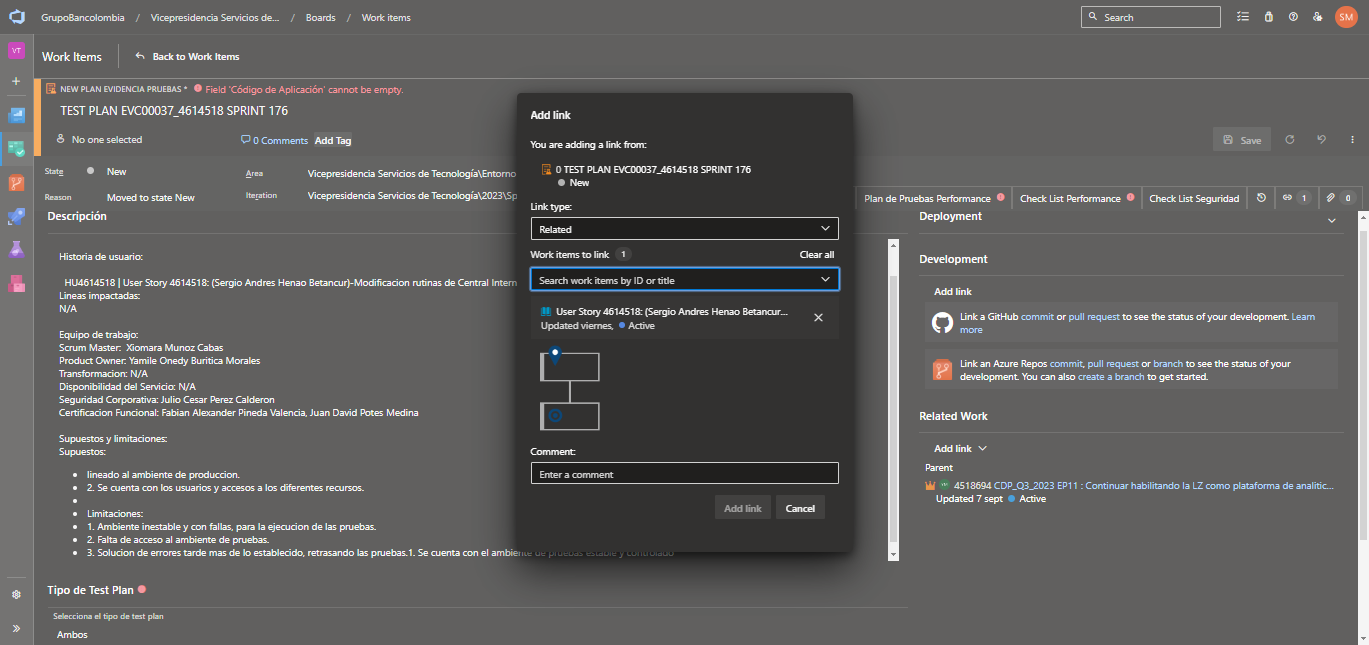 GrupoBancolombia / Vicepresidencia Servicios de... / Boards / Work items
Search
SM
VT
Work Items
Back to Work Items
NEW PLAN EVIDENCIA PRUEBAS * Field 'Código de Aplicación' cannot be empty.
TEST PLAN EVC00037_4614518 SPRINT 176
No one selected
0 Comments
Add Tag
Save
State
New
Area
Vicepresidencia Servicios de Tecnología\Entorno
Reason
Moved to state New
Iteration
Vicepresidencia Servicios de Tecnología\2023\Sp
Plan de Pruebas Performance
Check List Performance
Check List Seguridad
1
0
Descripción
Historia de usuario:
HU4614518 | User Story 4614518: (Sergio Andres Henao Betancur)-Modificacion rutinas de Central Intern
Lineas impactadas:
N/A
Equipo de trabajo:
Scrum Master: Xiomara Munoz Cabas
Product Owner: Yamile Onedy Buritica Morales
Transformacion: N/A
Disponibilidad del Servicio: N/A
Seguridad Corporativa: Julio Cesar Perez Calderon
Certificacion Funcional: Fabian Alexander Pineda Valencia, Juan David Potes Medina
Supuestos y limitaciones:
Supuestos:
• lineado al ambiente de produccion.
• 2. Se cuenta con los usuarios y accesos a los diferentes recursos.
•
• Limitaciones:
• 1. Ambiente inestable y con fallas, para la ejecucion de las pruebas.
• 2. Falta de acceso al ambiente de pruebas.
• 3. Solucion de errores tarde mas de lo establecido, retrasando las pruebas.1. Se cuenta con el ambiente de pruebas estable y controlado
Tipo de Test Plan
Selecciona el tipo de test plan
Ambos
Add link
You are adding a link from:
0 TEST PLAN EVC00037_4614518 SPRINT 176
New
Link type:
Related
Work items to link 1
Clear all
Search work items by ID or title
User Story 4614518: (Sergio Andres Henao Betancur...
Updated viernes, Active
Comment:
Enter a comment
Add link
Cancel
Deployment
Development
Add link
Link a GitHub commit or pull request to see the status of your development. Learn
more
Link an Azure Repos commit, pull request or branch to see the status of your
development. You can also create a branch to get started.
Related Work
Add link
Parent
4518694 CDP_Q3_2023 EP11 : Continuar habilitando la LZ como plataforma de analitic...
Updated 7 sept Active